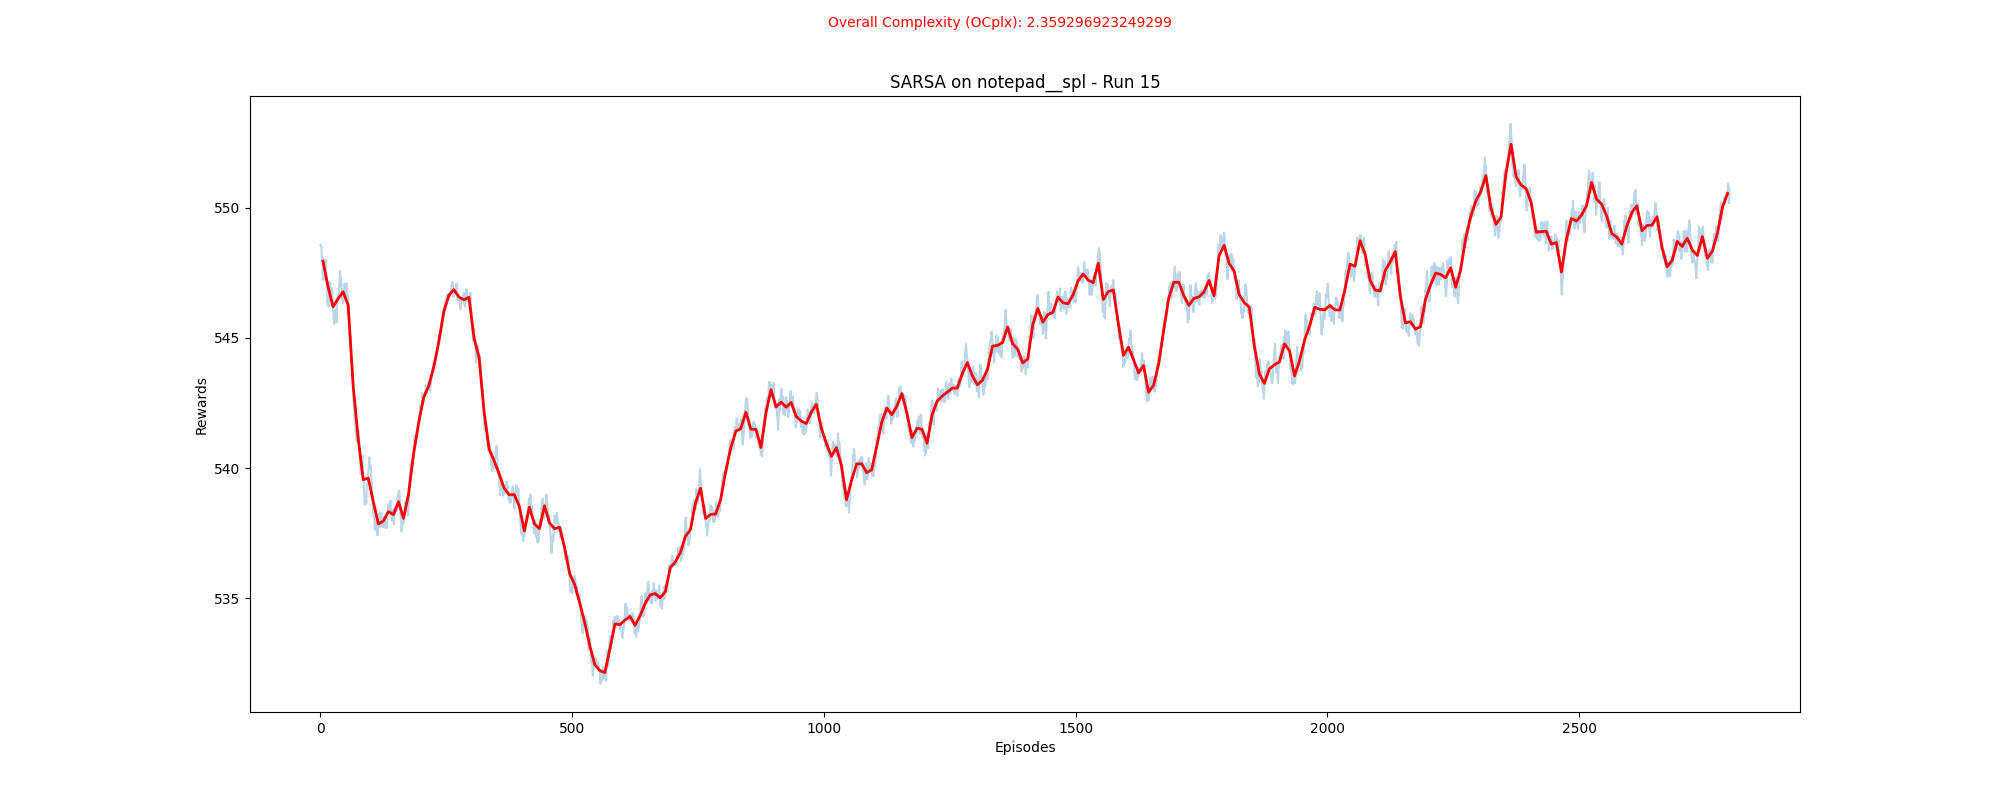 Overall Complexity (OCplx): 2.359296923249299
SARSA on notepad__spl - Run 15
Rewards
550
545
540
535
0 500 1000 1500 2000 2500
Episodes